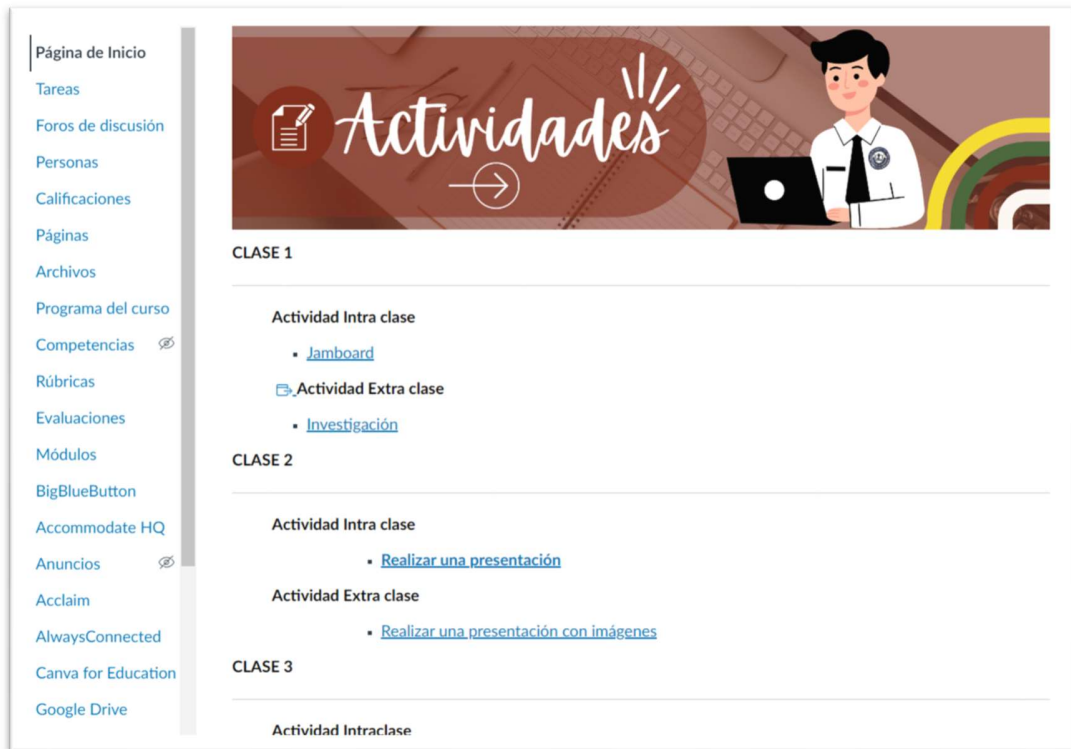 Página de Inicio
Tareas
Foros de discusión
Personas
Calificaciones
Páginas
Archivos
Programa del curso
Competencias
Rúbricas
Evaluaciones
Módulos
BigBlueButton
Accommodate HQ
Anuncios
Acclaim
AlwaysConnected
Canva for Education
Google Drive
Actividades
CLASE 1
Actividad Intra clase
Jamboard
Actividad Extra clase
Investigación
CLASE 2
Actividad Intra clase
Realizar una presentación
Actividad Extra clase
Realizar una presentación con imágenes
CLASE 3
Actividad Intraclase